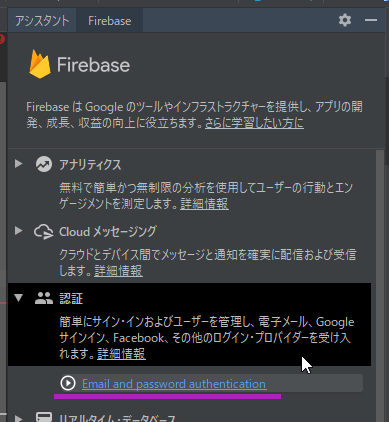 アシスタント Firebase
Firebase
Firebase は Google のツールやインフラストラクチャーを提供し、アプリの開
発、成長、収益の向上に役立ちます。さらに学習したい方に
アナリティクス
無料で簡単かつ無制限の分析を使用してユーザーの行動とエン
ゲージメントを測定します。詳細情報
Cloud メッセージング
クラウドとデバイス間でメッセージと通知を確実に配信および受信
します。詳細情報
認証
簡単にサイン・インおよびユーザーを管理し、電子メール、Google
サインイン、Facebook、その他のログイン・プロバイダーを受け入
れます。詳細情報
Email and password authentication
リアルタイム・データベース